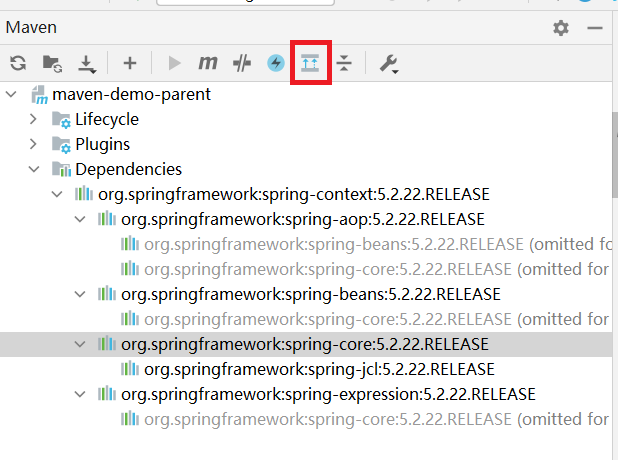 Maven
m
maven-demo-parent
Lifecycle
Plugins
Dependencies
org.springframework:spring-context:5.2.22.RELEASE
org.springframework:spring-aop:5.2.22.RELEASE
org.springframework:spring-beans:5.2.22.RELEASE (omitted fo
org.springframework:spring-core:5.2.22.RELEASE (omitted for
org.springframework:spring-beans:5.2.22.RELEASE
org.springframework:spring-core:5.2.22.RELEASE (omitted for
org.springframework:spring-core:5.2.22.RELEASE
org.springframework:spring-jcl:5.2.22.RELEASE
org.springframework:spring-expression:5.2.22.RELEASE
org.springframework:spring-core:5.2.22.RELEASE (omitted for